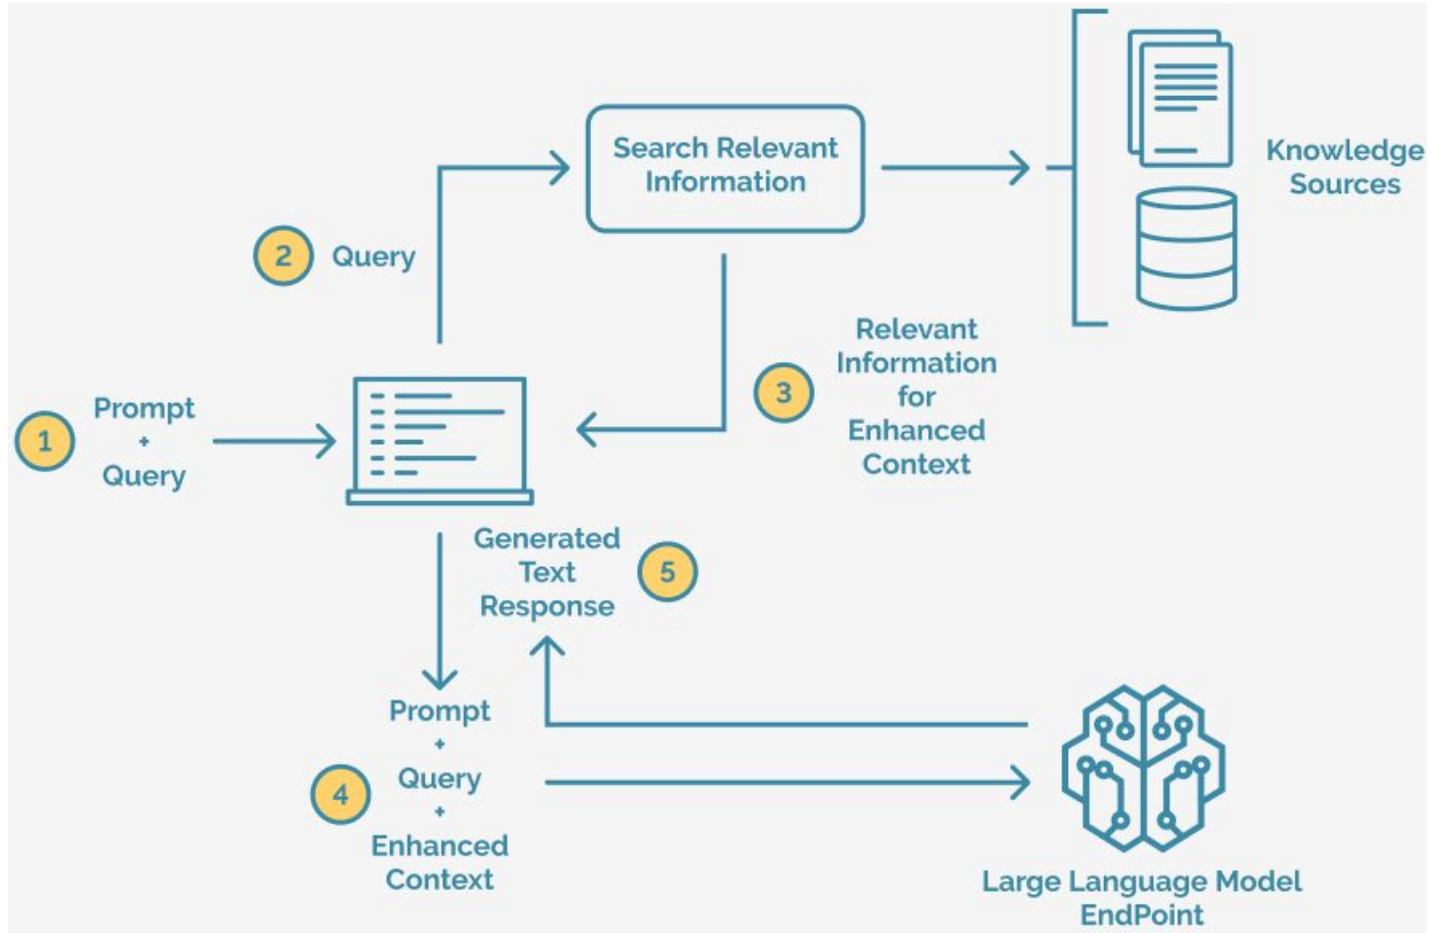 Search Relevant
Information
Knowledge
Sources
2
Query
Relevant
Information
for
Enhanced
Context
3
1
Prompt
+
Query
Generated
Text
Response
5
Prompt
+
Query
+
Enhanced
Context
4
Large Language Model
EndPoint